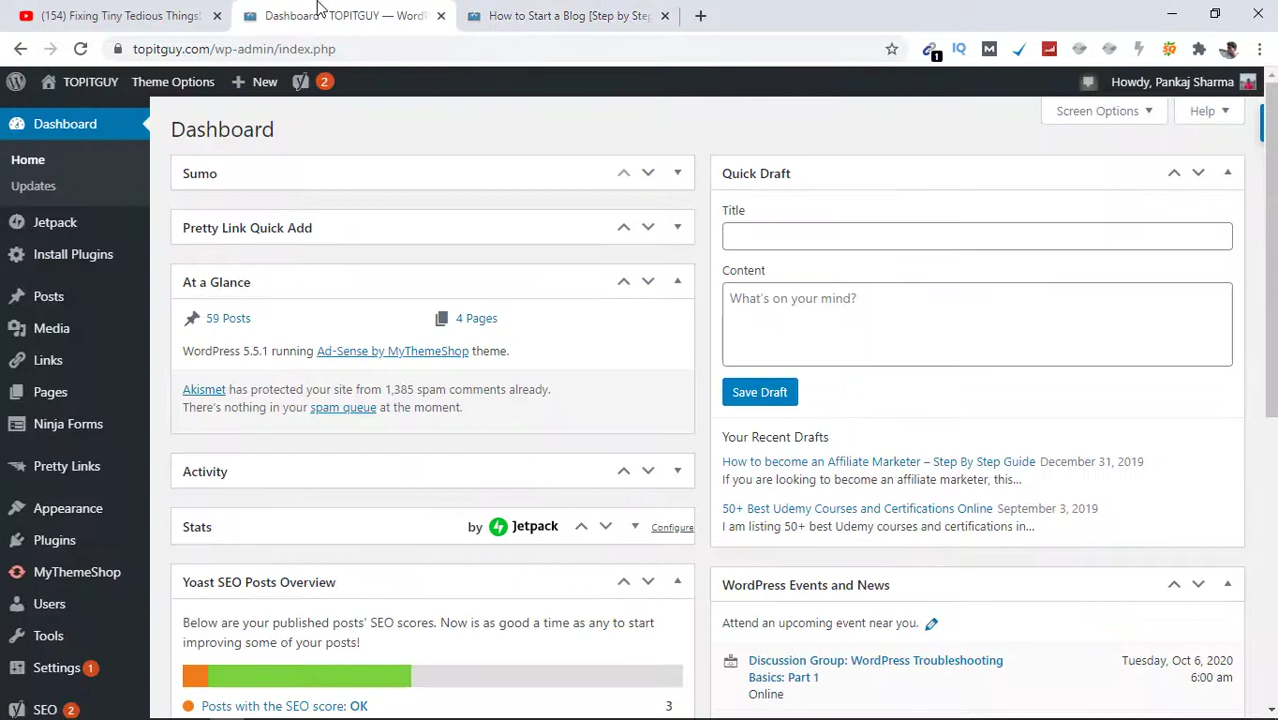 (154) Fixing Tiny Tedious Things!
Dashboard ‹ TOPITGUY — WordP
How to Start a Blog [Step by Step
topitguy.com/wp-admin/index.php
1
TOPITGUY
Theme Options
New
2
Howdy, Pankaj Sharma
Dashboard
Home
Updates
Jetpack
Install Plugins
Posts
Media
Links
Pages
Ninja Forms
Pretty Links
Appearance
Plugins
MyThemeShop
Users
Tools
Settings 1
SEO 2
Dashboard
Screen Options
Help
Sumo
Pretty Link Quick Add
At a Glance
59 Posts
4 Pages
WordPress 5.5.1 running Ad-Sense by MyThemeShop theme.
Akismet has protected your site from 1,385 spam comments already.
There's nothing in your spam queue at the moment.
Activity
Stats
by Jetpack
Configure
Yoast SEO Posts Overview
Below are your published posts' SEO scores. Now is as good a time as any to start
improving some of your posts!
Posts with the SEO score: OK
3
Quick Draft
Title
Content
What's on your mind?
Save Draft
Your Recent Drafts
How to become an Affiliate Marketer – Step By Step Guide December 31, 2019
If you are looking to become an affiliate marketer, this…
50+ Best Udemy Courses and Certifications Online September 3, 2019
I am listing 50+ best Udemy courses and certifications in…
WordPress Events and News
Attend an upcoming event near you.
Discussion Group: WordPress Troubleshooting
Basics: Part 1
Online
Tuesday, Oct 6, 2020
6:00 am